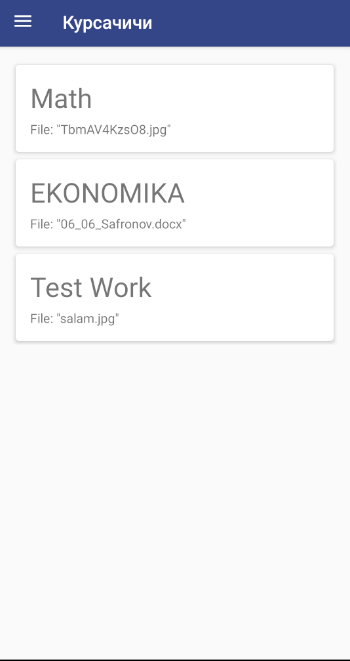 Курсачичи
Math
File: "TbmAV4KzsO8.jpg"
EKONOMIKA
File: "06_06_Safronov.docx"
Test Work
File: "salam.jpg"